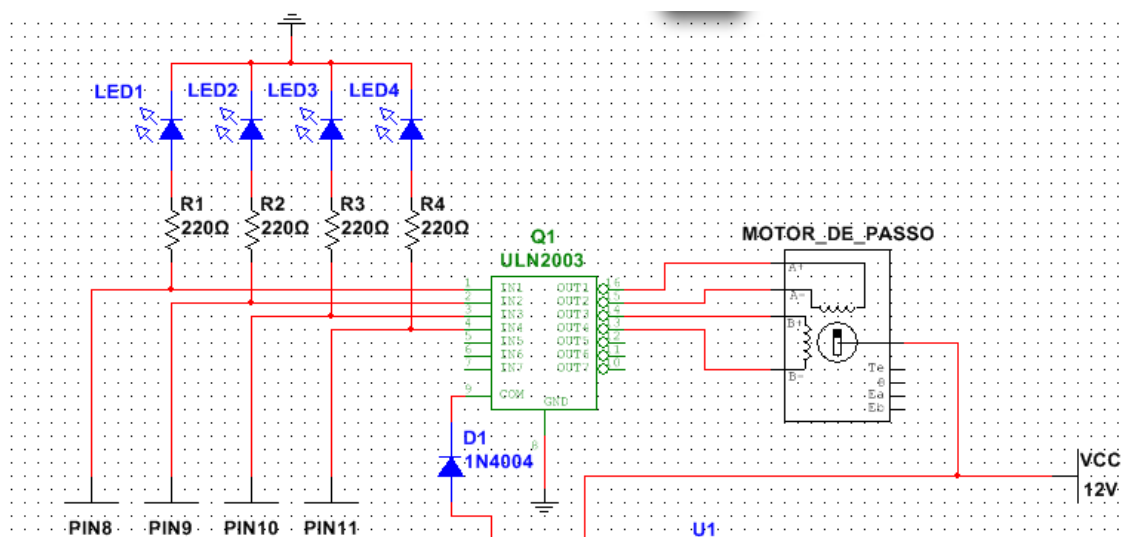 LED1 LED2 LED3 LED4
R1 R2 R3 R4
220Ω 220Ω 220Ω 220Ω
Q1
ULN2003
MOTOR_DE_PASSO
1 IN1 OUT1 16
2 IN2 OUT2 15
3 IN3 OUT3 14
4 IN4 OUT4 13
5 IN5 OUT5 12
6 IN6 OUT6 11
7 IN7 OUT7 10
9 COM
GND
8
A+
A-
B+
B-
Te
e
Ea
Eb
D1
1N4004
VCC
12V
PIN8 PIN9 PIN10 PIN11
U1